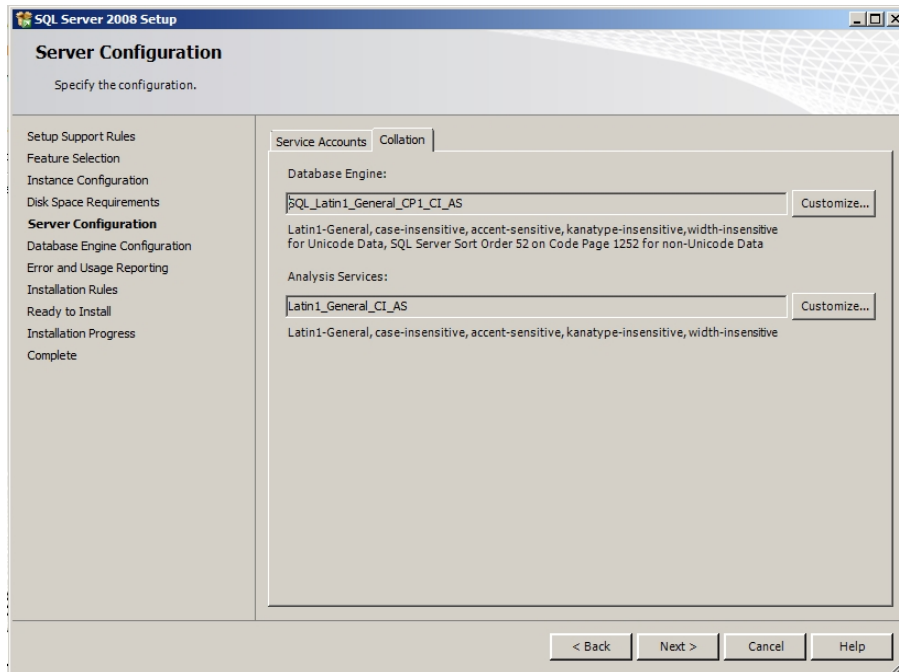 SQL Server 2008 Setup
Server Configuration
Specify the configuration.
Setup Support Rules
Feature Selection
Instance Configuration
Disk Space Requirements
Server Configuration
Database Engine Configuration
Error and Usage Reporting
Installation Rules
Ready to Install
Installation Progress
Complete
Service Accounts
Collation
Database Engine:
SQL_Latin1_General_CP1_CI_AS
Customize...
Latin1-General, case-insensitive, accent-sensitive, kanatype-insensitive, width-insensitive
for Unicode Data, SQL Server Sort Order 52 on Code Page 1252 for non-Unicode Data
Analysis Services:
Latin1_General_CI_AS
Customize...
Latin1-General, case-insensitive, accent-sensitive, kanatype-insensitive, width-insensitive
< Back
Next >
Cancel
Help